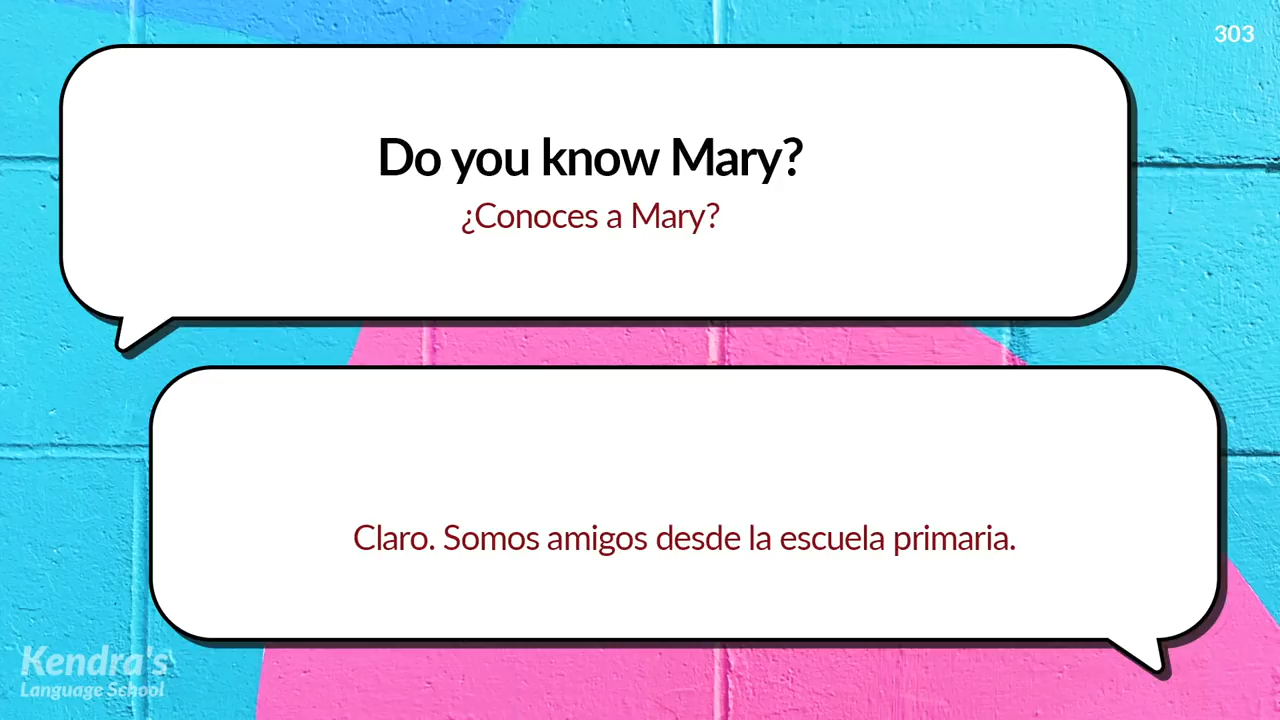 303
Do you know Mary?
¿Conoces a Mary?
Claro. Somos amigos desde la escuela primaria.
Kendra's
Language School